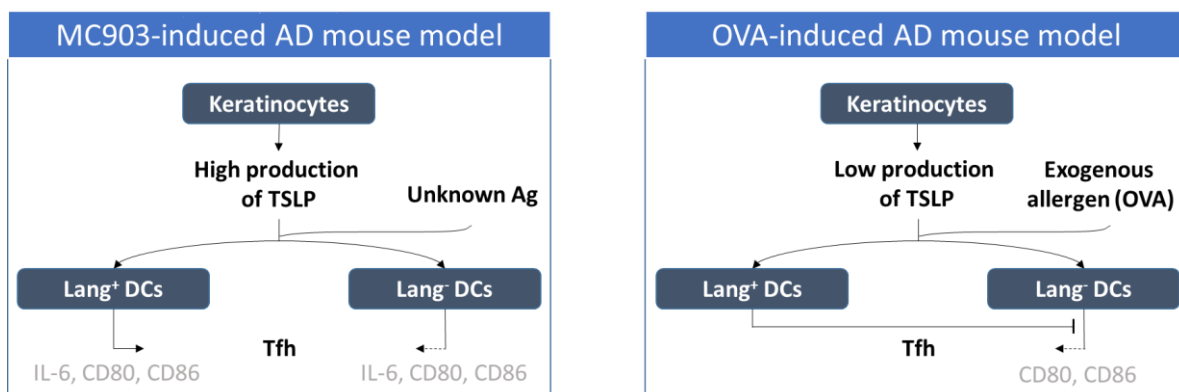 MC903-induced AD mouse model
Keratinocytes
High production
of TSLP
Unknown Ag
Lang⁺ DCs
Lang⁻ DCs
Tfh
IL-6, CD80, CD86
IL-6, CD80, CD86
OVA-induced AD mouse model
Keratinocytes
Low production
of TSLP
Exogenous
allergen (OVA)
Lang⁺ DCs
Lang⁻ DCs
Tfh
CD80, CD86